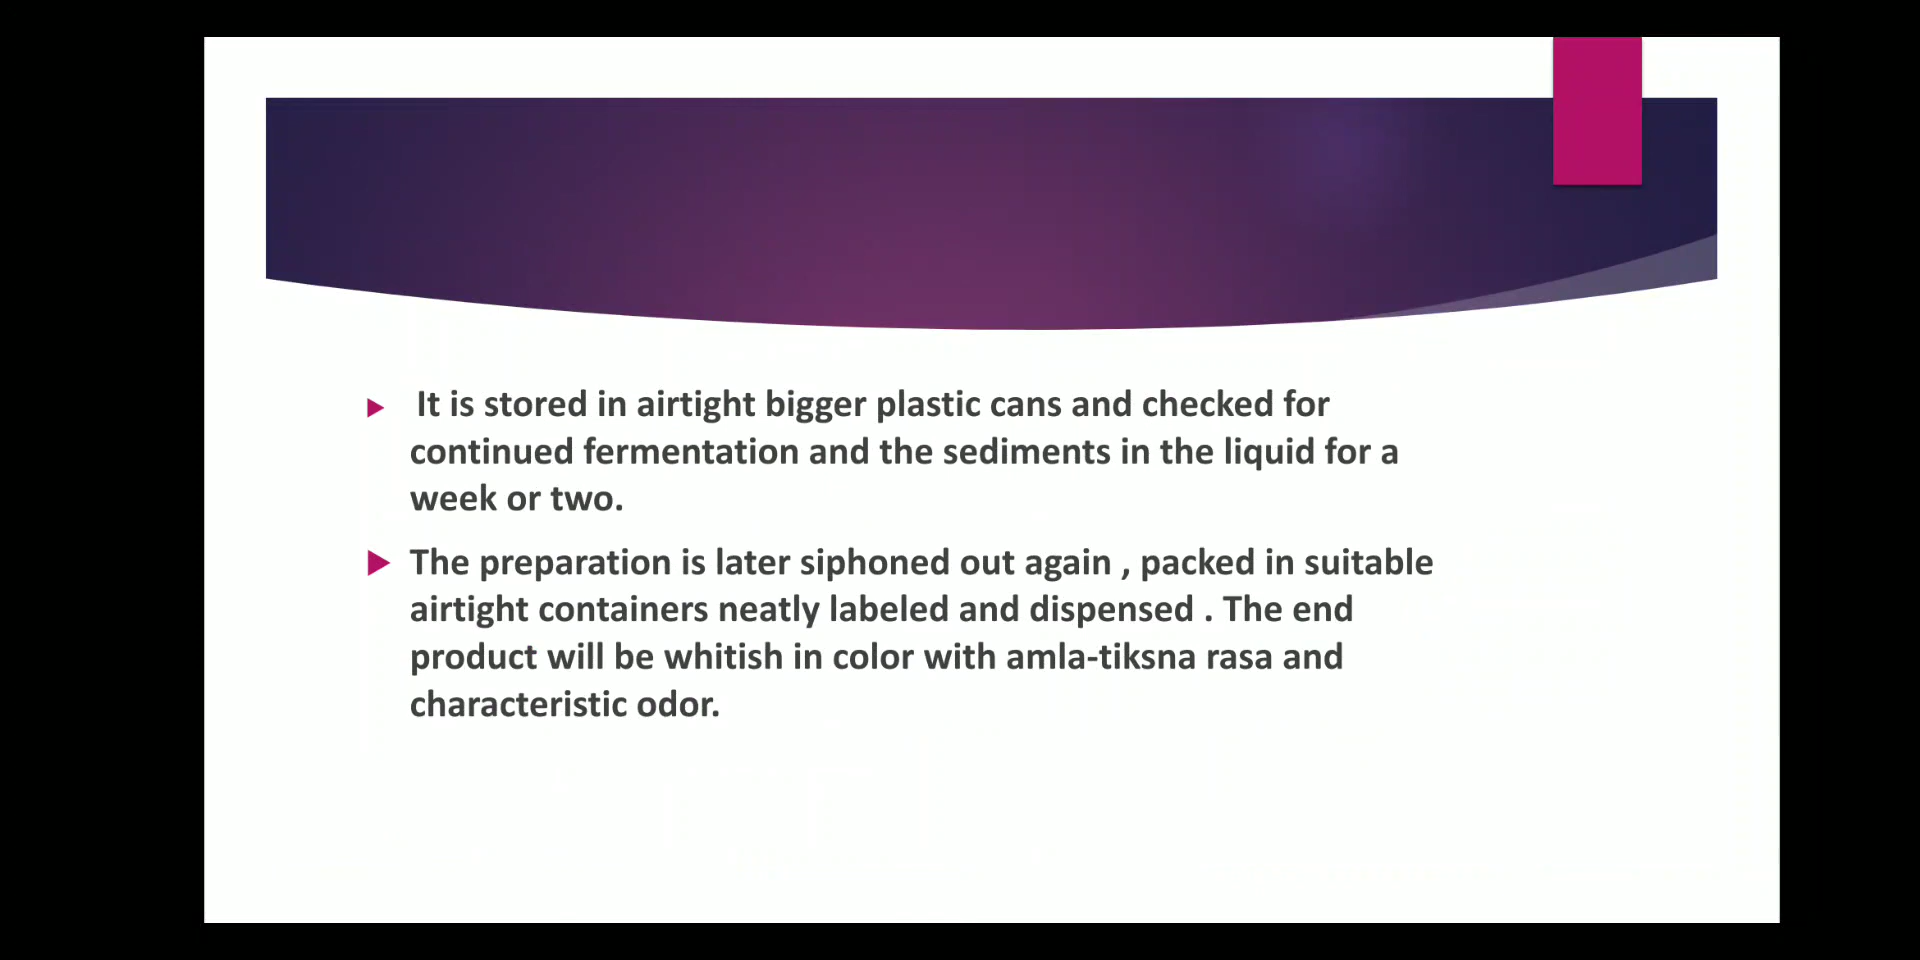 It is stored in airtight bigger plastic cans and checked for
continued fermentation and the sediments in the liquid for a
week or two.
The preparation is later siphoned out again , packed in suitable
airtight containers neatly labeled and dispensed . The end
product will be whitish in color with amla-tiksna rasa and
characteristic odor.